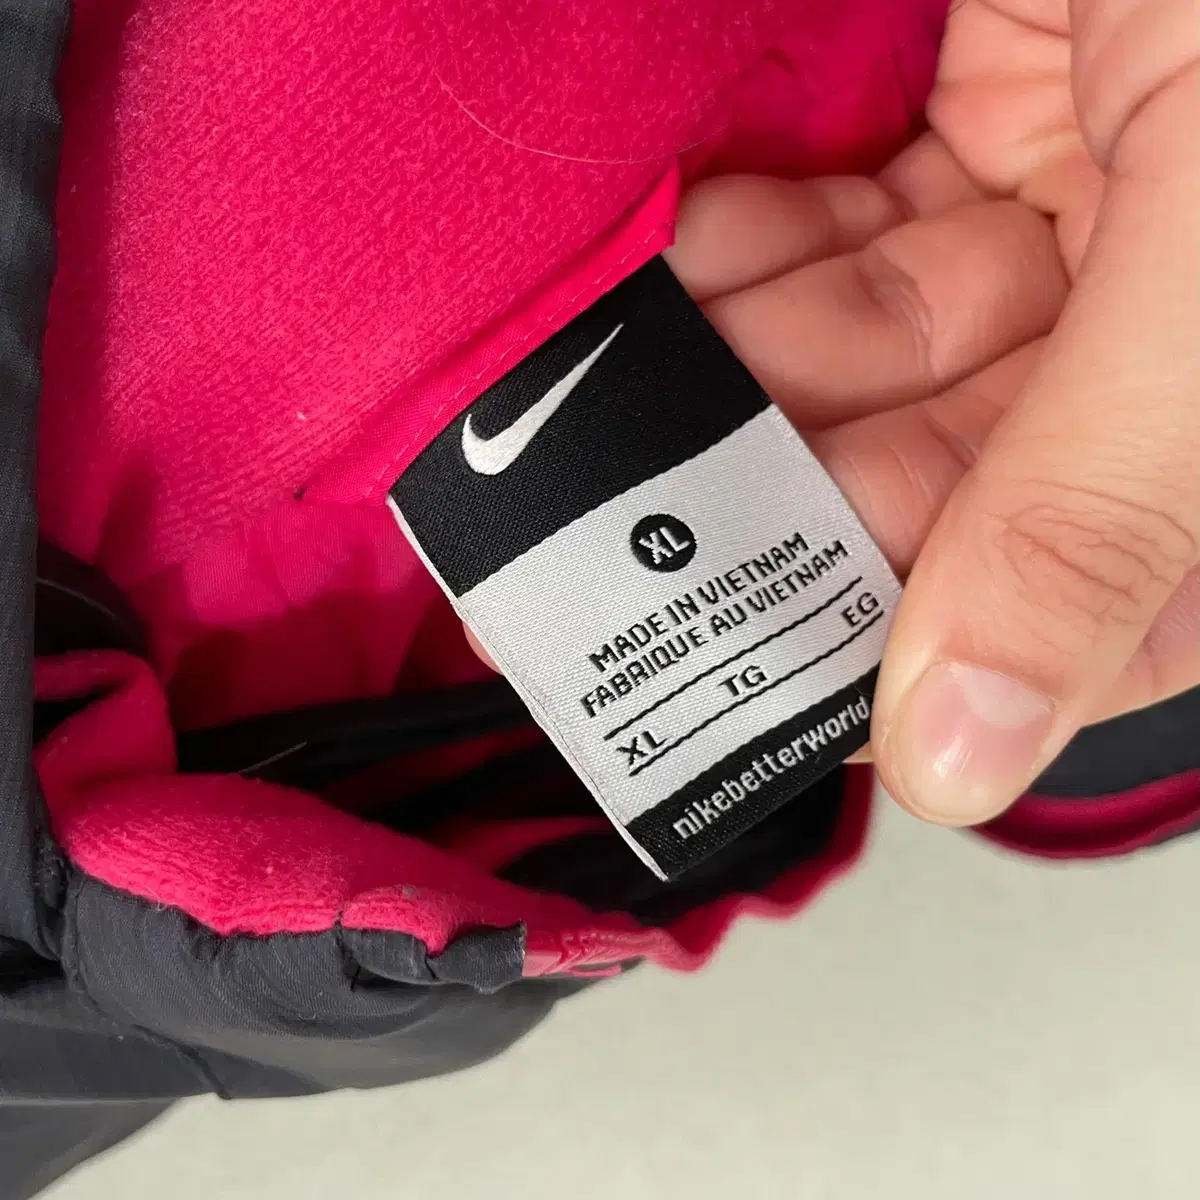 XL
MADE IN VIETNAM
FABRIQUE AU VIETNAM
XL TG EG
nikebetterworld